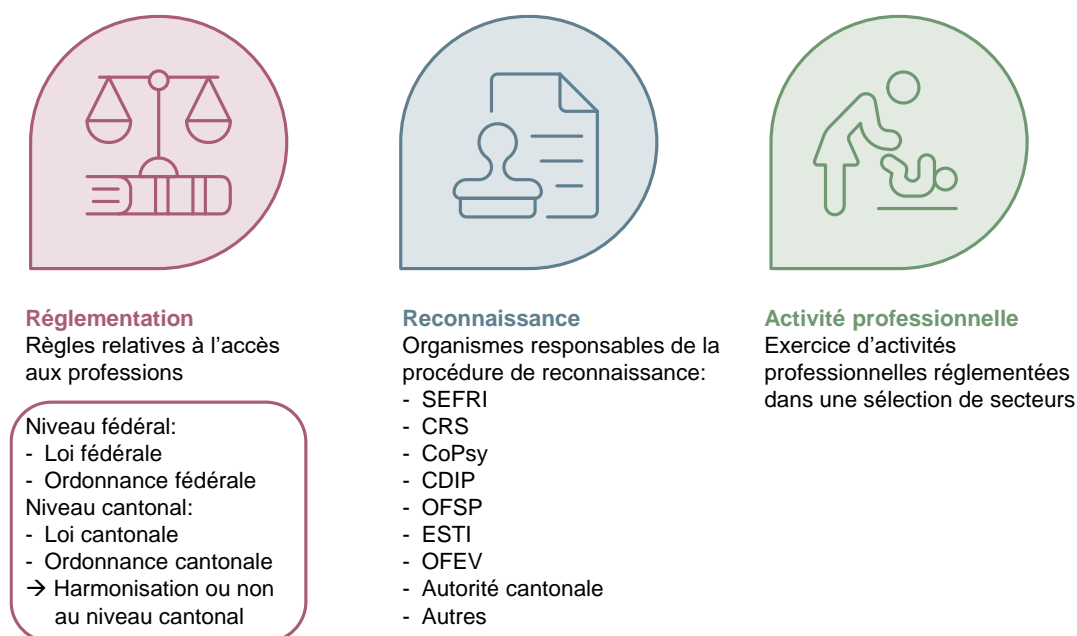 Réglementation
Règles relatives à l’accès
aux professions
Niveau fédéral:
- Loi fédérale
- Ordonnance fédérale
Niveau cantonal:
- Loi cantonale
- Ordonnance cantonale
→ Harmonisation ou non
au niveau cantonal
Reconnaissance
Organismes responsables de la
procédure de reconnaissance:
- SEFRI
- CRS
- CoPsy
- CDIP
- OFSP
- ESTI
- OFEV
- Autorité cantonale
- Autres
Activité professionnelle
Exercice d’activités
professionnelles réglementées
dans une sélection de secteurs